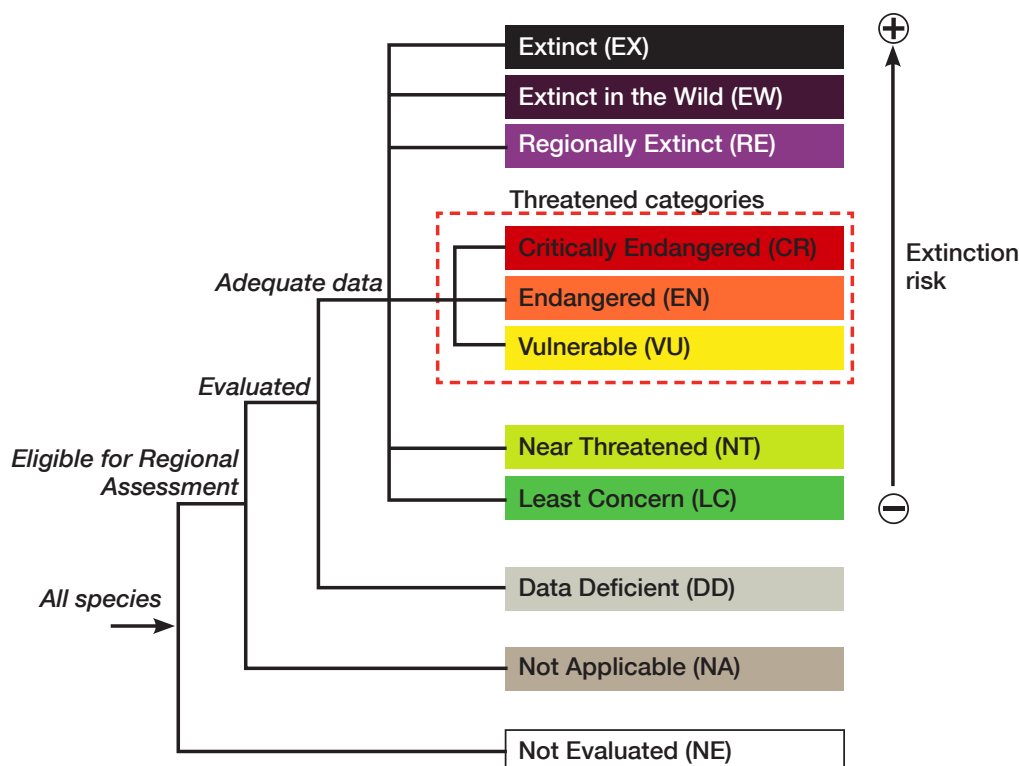 Extinct (EX)
Extinct in the Wild (EW)
Regionally Extinct (RE)
Threatened categories
Critically Endangered (CR)
Adequate data
Endangered (EN)
Vulnerable (VU)
Extinction
risk
Evaluated
Near Threatened (NT)
Eligible for Regional
Assessment
Least Concern (LC)
Data Deficient (DD)
All species
Not Applicable (NA)
Not Evaluated (NE)